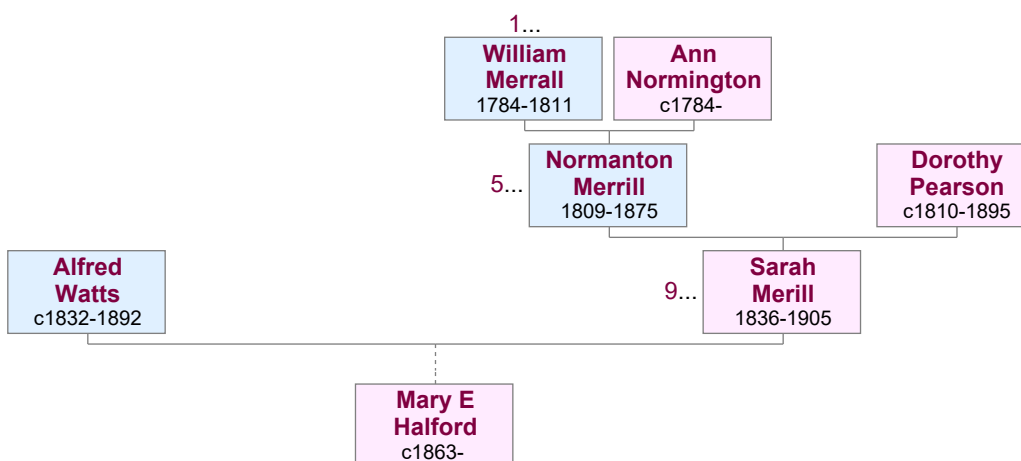 1...
William
Merrall
1784-1811
Ann
Normington
c1784-
5...
Normanton
Merrill
1809-1875
Dorothy
Pearson
c1810-1895
Alfred
Watts
c1832-1892
9...
Sarah
Merill
1836-1905
Mary E
Halford
c1863-